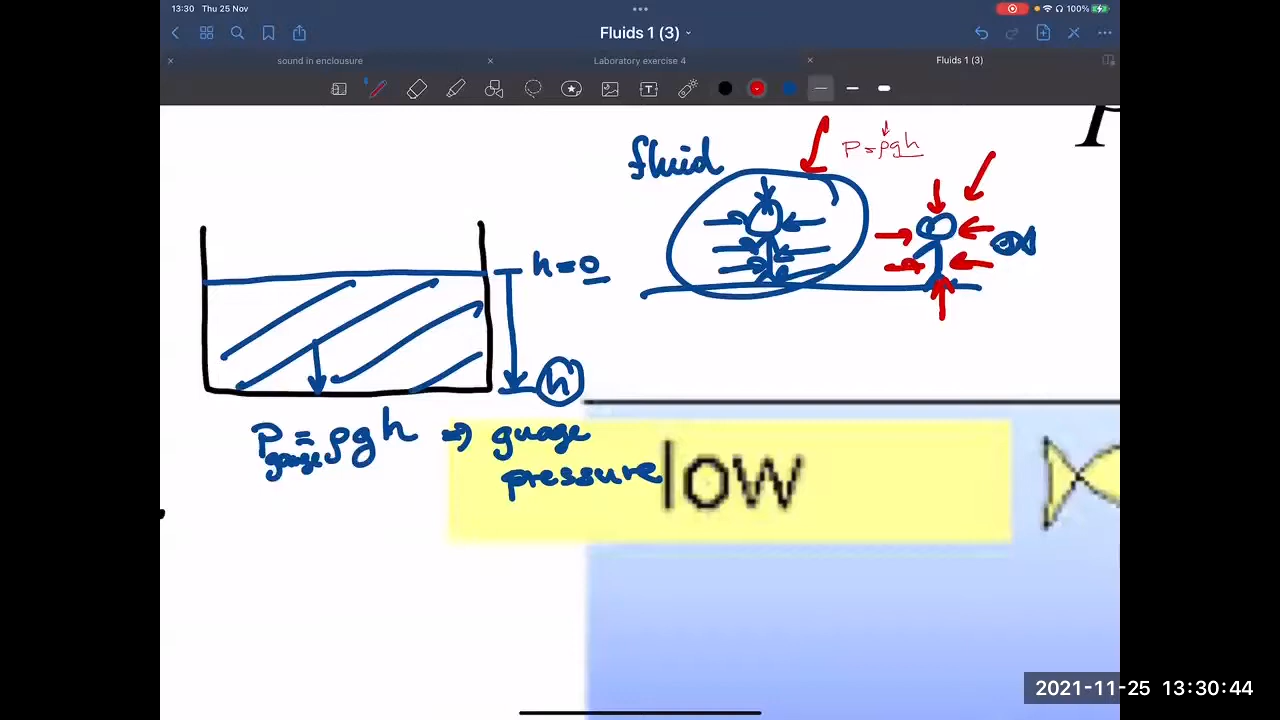 13:30 Thu 25 Nov
100%
Fluids 1 (3)
sound in enclousure
Laboratory exercise 4
Fluids 1 (3)
P
fluid
P = ρgh
h = 0
h
P gauge = ρgh ⇒ guage
pressure
low
2021-11-25 13:30:44